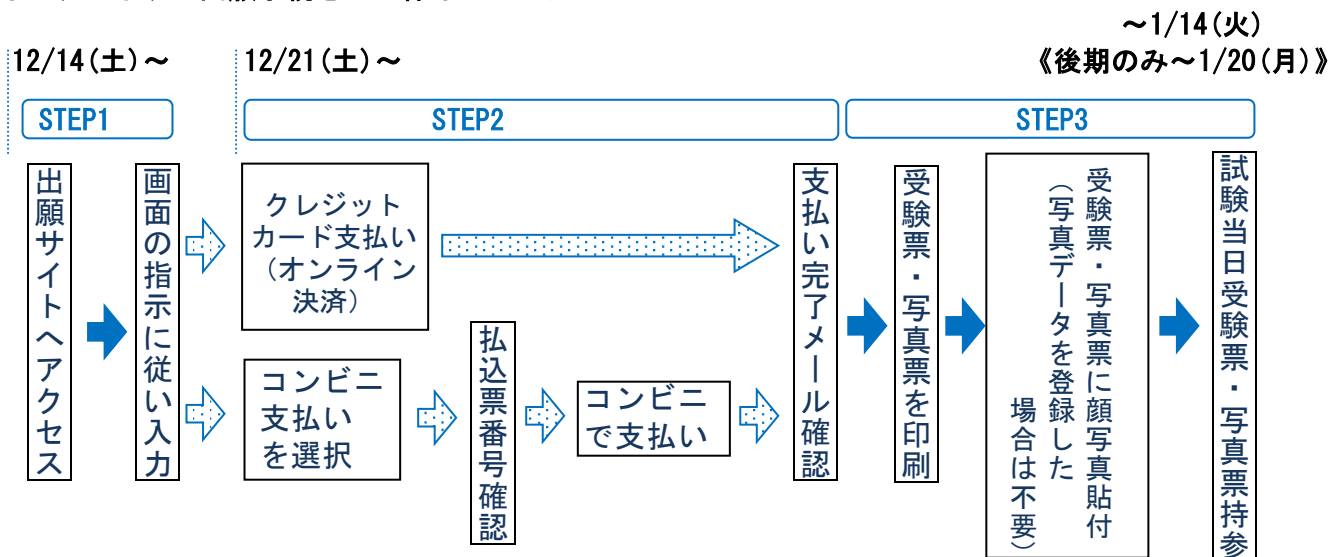 ~1/14(火)
12/14(土)~
12/21(土)~
《後期のみ~1/20(月)》
STEP1
STEP2
STEP3
出願サイトへアクセス
画面の指示に従い入力
クレジット
カード支払い
(オンライン
決済)
コンビニ
支払い
を選択
払込票番号確認
コンビニ
で支払い
支払い完了メール確認
受験票・写真票を印刷
受験票・写真票に顔写真貼付
(写真データを登録した
場合は不要)
試験当日受験票・写真票持参